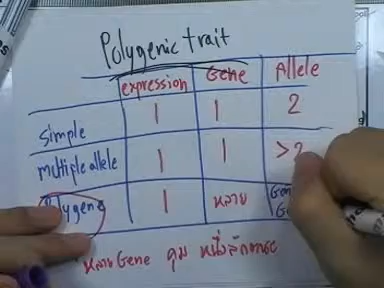 Polygenic trait
expression Gene Allele
simple 1 1 2
multiple allele 1 1 >2
Polygene 1 หลาย
หลาย Gene คุม หนึ่งลักษณะ